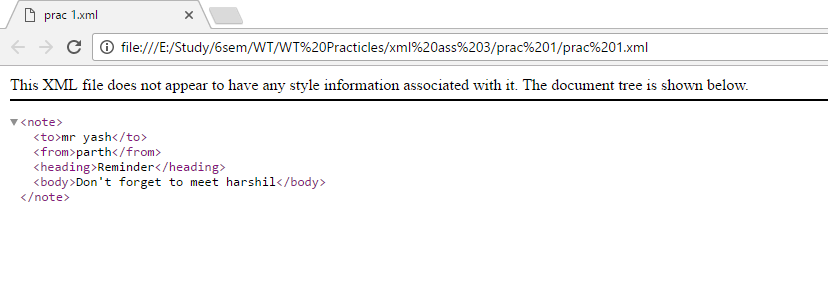 prac 1.xml
file:///E:/Study/6sem/WT/WT%20Practicles/xml%20ass%203/prac%201/prac%201.xml
This XML file does not appear to have any style information associated with it. The document tree is shown below.
<note>
<to>mr yash</to>
<from>parth</from>
<heading>Reminder</heading>
<body>Don't forget to meet harshil</body>
</note>